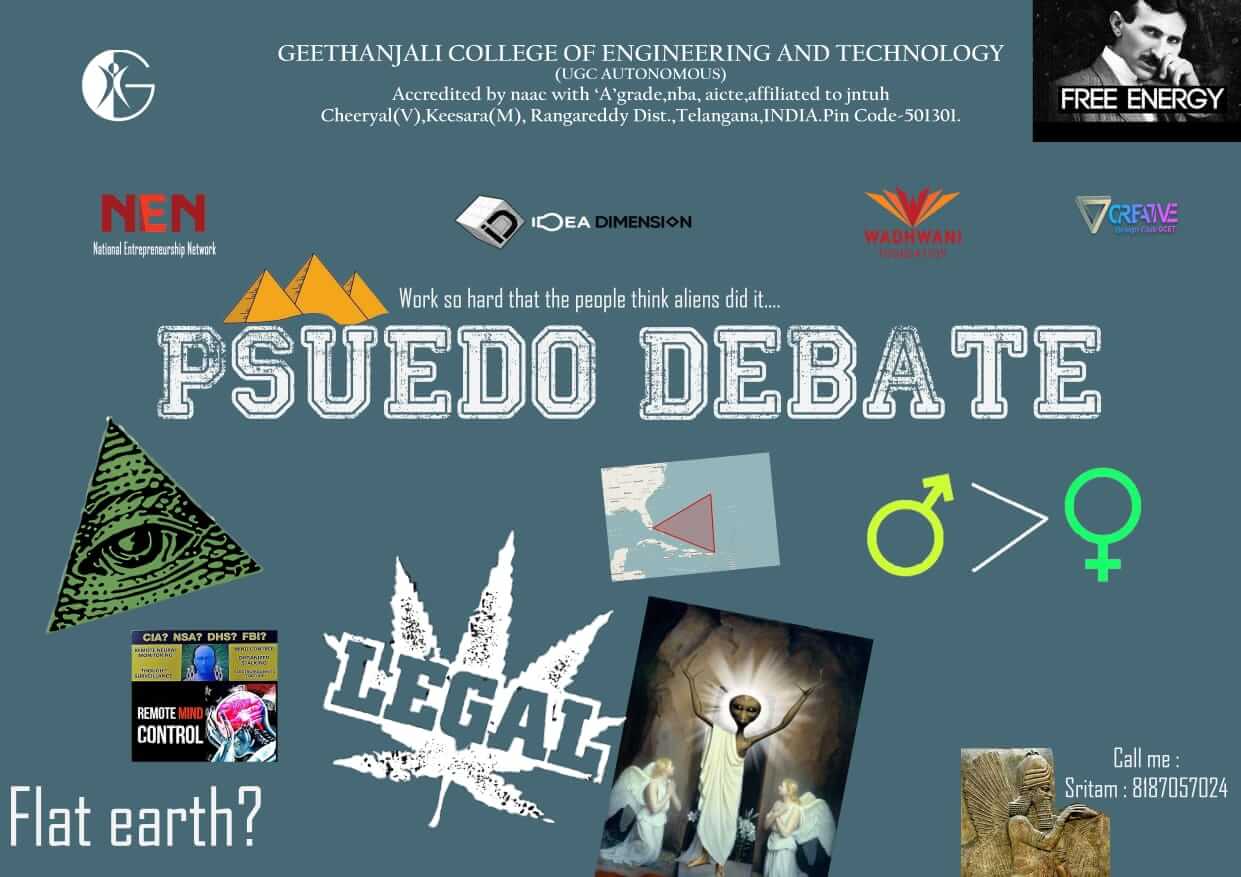 GEETHANJALI COLLEGE OF ENGINEERING AND TECHNOLOGY
(UGC AUTONOMOUS)
Accredited by naac with ‘A’grade,nba, aicte,affiliated to jntuh
Cheeryal(V),Keesara(M), Rangareddy Dist.,Telangana,INDIA.Pin Code-501301.
FREE ENERGY
G
NEN
National Entrepreneurship Network
iD
IDEA DIMENSION
WADHWANI
FOUNDATION
CREATIVE
Design Club GCET
Work so hard that the people think aliens did it....
PSUEDO DEBATE
CIA? NSA? DHS? FBI?
REMOTE NEURAL
MONITORING
THOUGHT
SURVEILLANCE
MIND CONTROL
ORGANIZED
STALKING
REMOTE MIND
CONTROL
LEGAL
Flat earth?
Call me :
Sritam : 8187057024